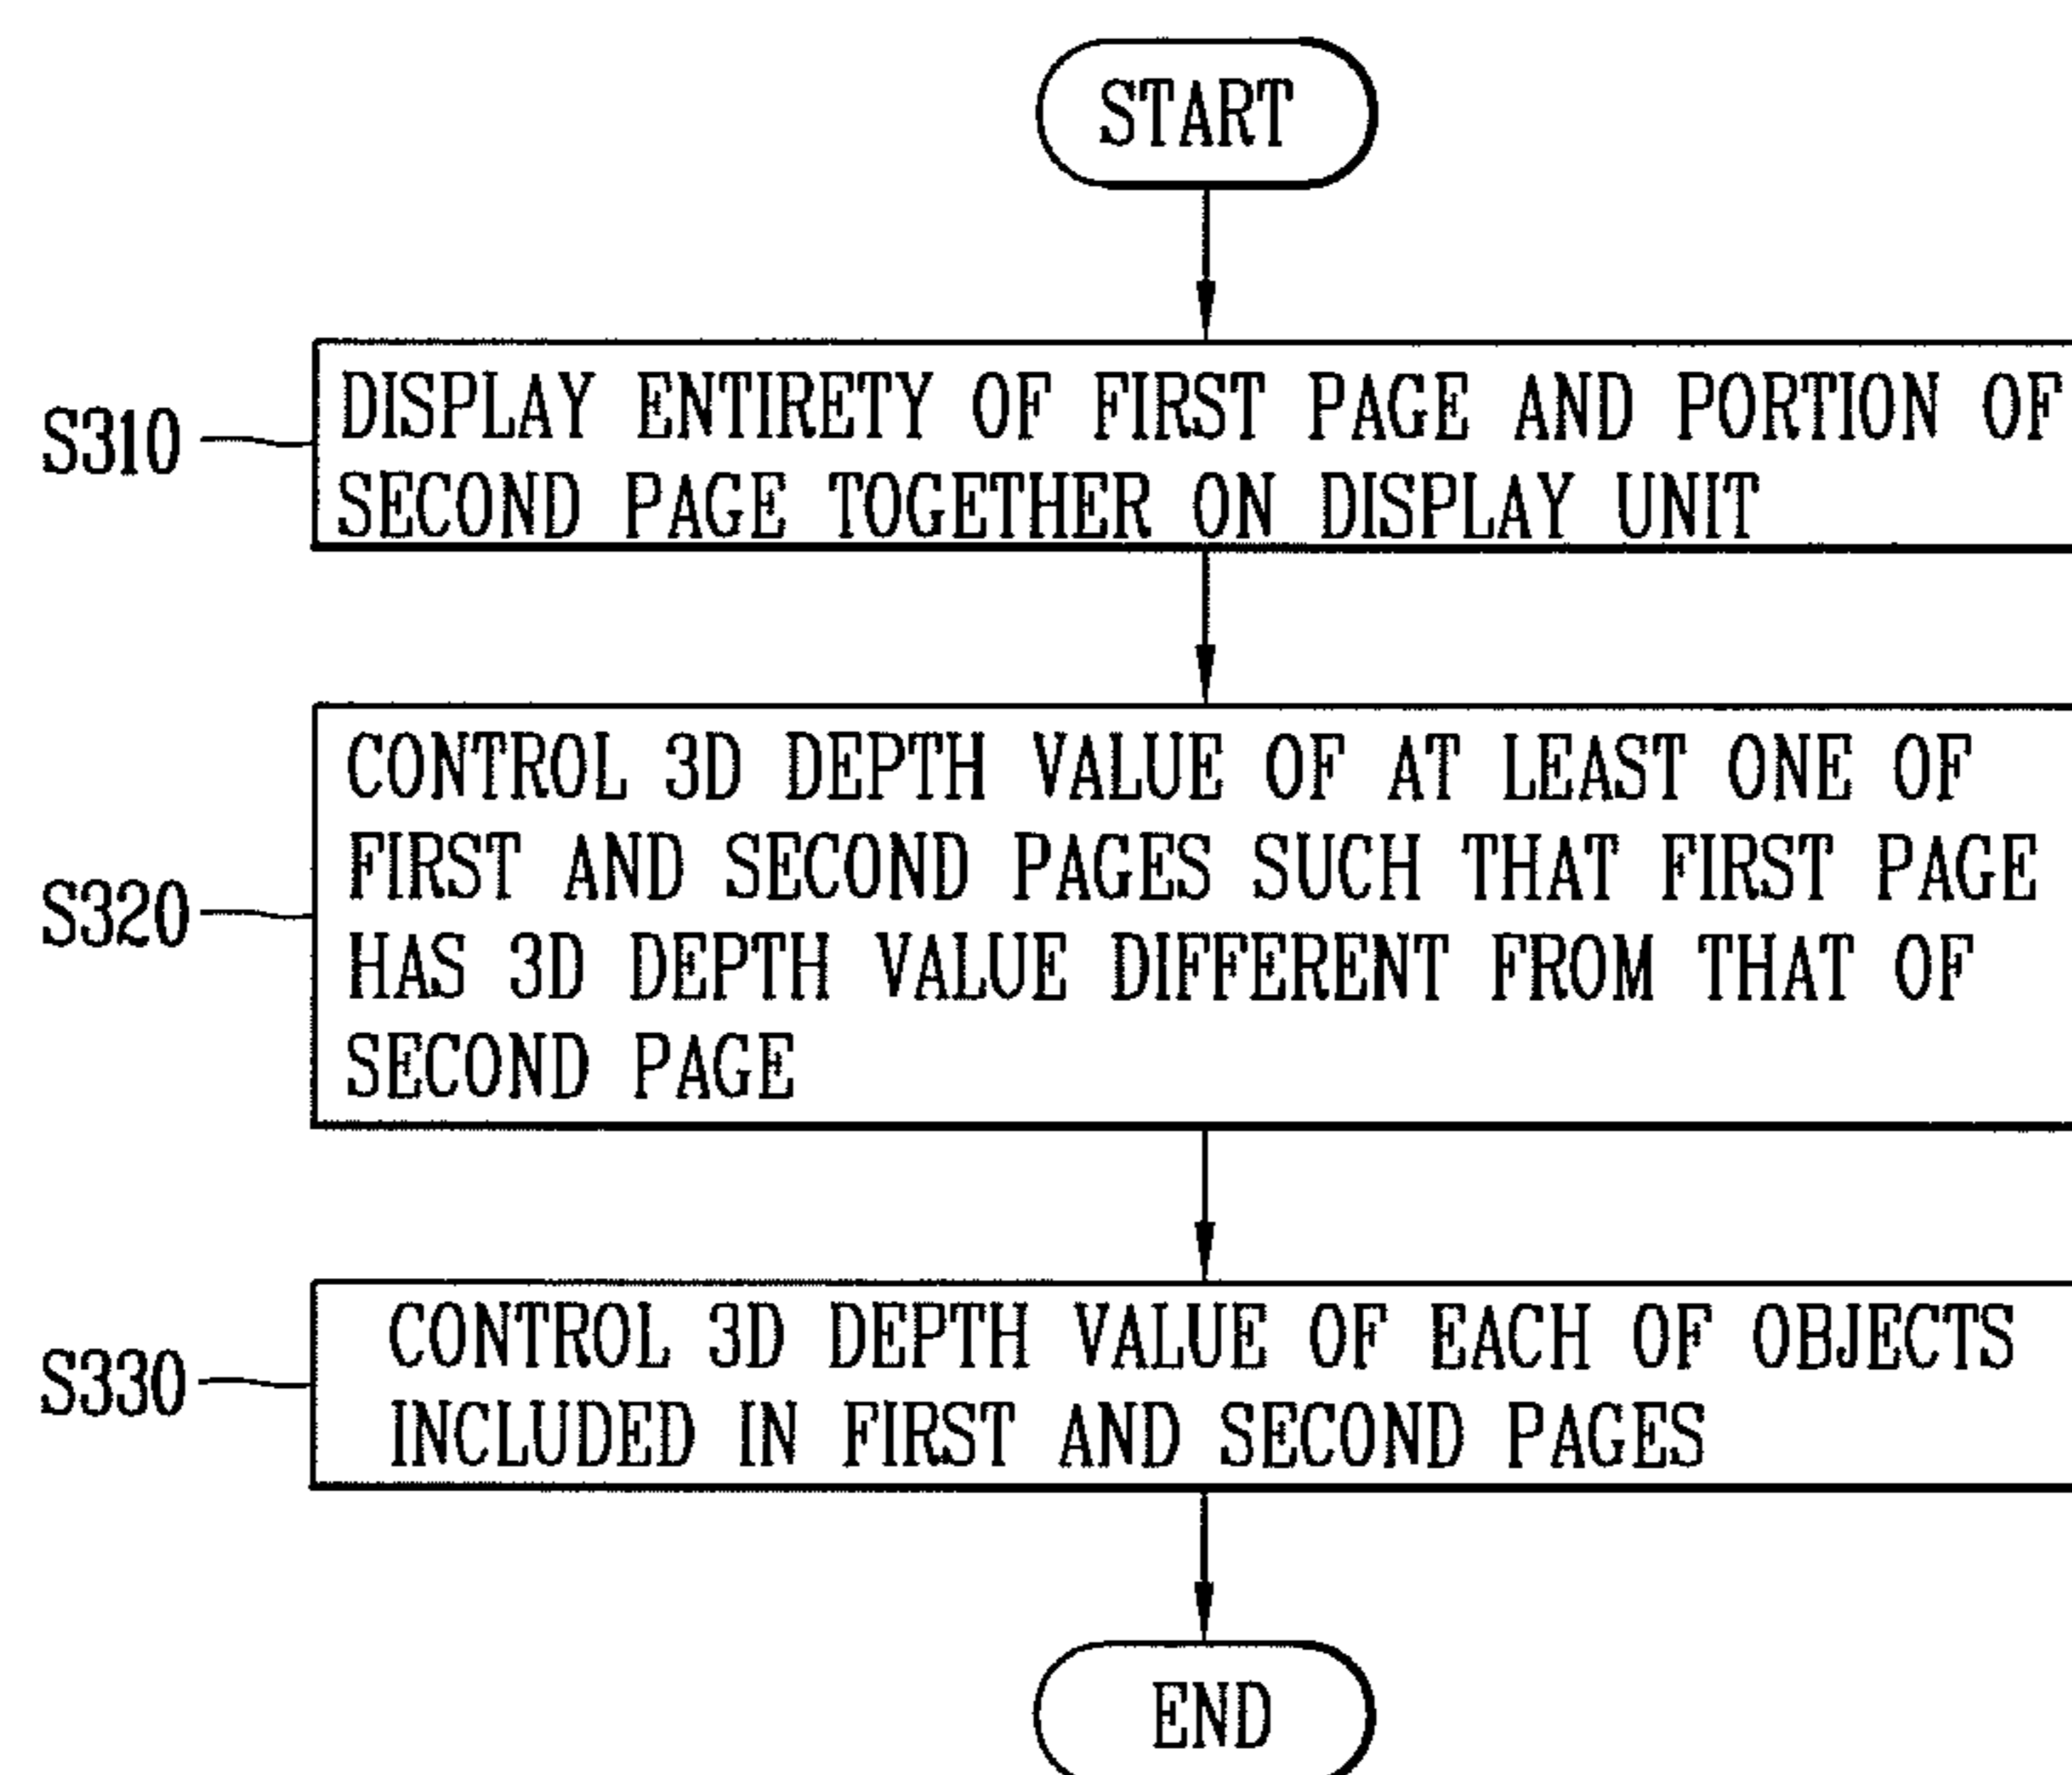 START
S310
DISPLAY ENTIRETY OF FIRST PAGE AND PORTION OF
SECOND PAGE TOGETHER ON DISPLAY UNIT
S320
CONTROL 3D DEPTH VALUE OF AT LEAST ONE OF
FIRST AND SECOND PAGES SUCH THAT FIRST PAGE
HAS 3D DEPTH VALUE DIFFERENT FROM THAT OF
SECOND PAGE
S330
CONTROL 3D DEPTH VALUE OF EACH OF OBJECTS
INCLUDED IN FIRST AND SECOND PAGES
END